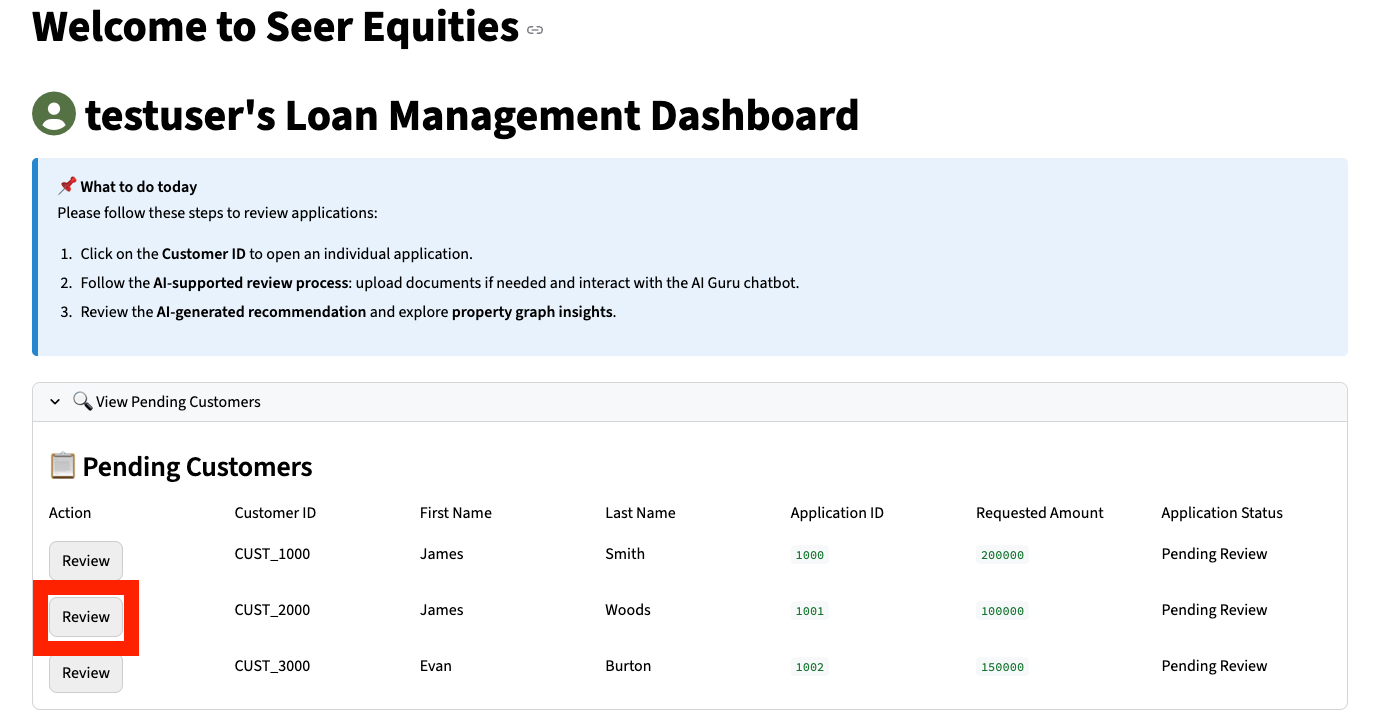 Welcome to Seer Equities
testuser's Loan Management Dashboard
What to do today
Please follow these steps to review applications:
1. Click on the Customer ID to open an individual application.
2. Follow the AI-supported review process: upload documents if needed and interact with the AI Guru chatbot.
3. Review the AI-generated recommendation and explore property graph insights.
View Pending Customers
Pending Customers
Action Customer ID First Name Last Name Application ID Requested Amount Application Status
Review CUST_1000 James Smith 1000 200000 Pending Review
Review CUST_2000 James Woods 1001 100000 Pending Review
Review CUST_3000 Evan Burton 1002 150000 Pending Review